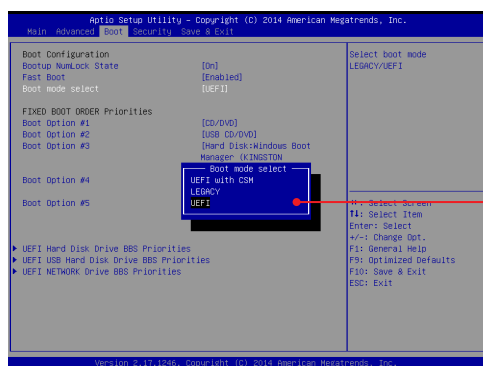 Aptio Setup Utility – Copyright (C) 2014 American Megatrends, Inc.
Main Advanced Boot Security Save & Exit
Boot Configuration
Bootup NumLock State [On]
Fast Boot [Enabled]
Boot mode select [UEFI]
FIXED BOOT ORDER Priorities
Boot Option #1 [CD/DVD]
Boot Option #2 [USB CD/DVD]
Boot Option #3 [Hard Disk:Windows Boot
Manager (KINGSTON
Boot mode select
UEFI with CSM
LEGACY
UEFI
Boot Option #4
Boot Option #5
UEFI Hard Disk Drive BBS Priorities
UEFI USB Hard Disk Drive BBS Priorities
UEFI NETWORK Drive BBS Priorities
Select boot mode
LEGACY/UEFI
: Select Screen
↑↓: Select Item
Enter: Select
+/-: Change Opt.
F1: General Help
F9: Optimized Defaults
F10: Save & Exit
ESC: Exit
Version 2.17.1246. Copyright (C) 2014 American Megatrends, Inc.